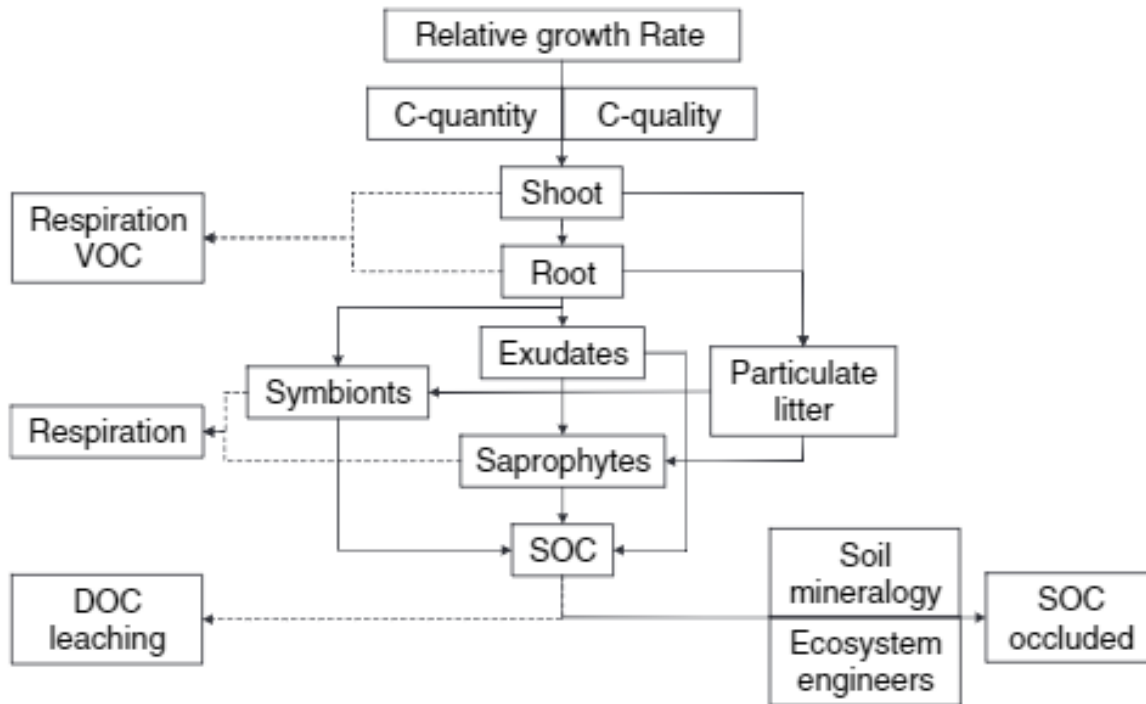 Relative growth Rate
C-quantity
C-quality
Shoot
Respiration
VOC
Root
Exudates
Particulate
litter
Symbionts
Respiration
Saprophytes
SOC
Soil
mineralogy
DOC
leaching
SOC
occluded
Ecosystem
engineers